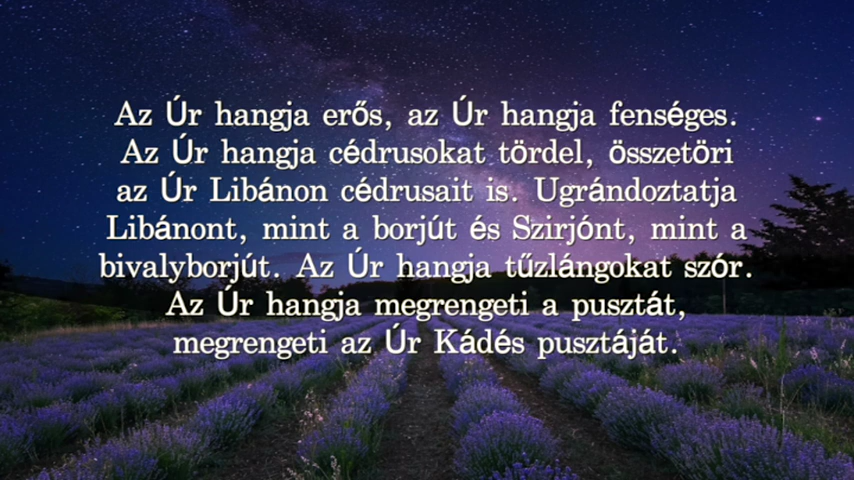 Az Úr hangja erős, az Úr hangja fenséges.
Az Úr hangja cédrusokat tördel, összetöri
az Úr Libánon cédrusait is. Ugrándoztatja
Libánont, mint a borjút és Szirjónt, mint a
bivalyborjút. Az Úr hangja tűzlángokat szór.
Az Úr hangja megrengeti a pusztát,
megrengeti az Úr Kádés pusztáját.